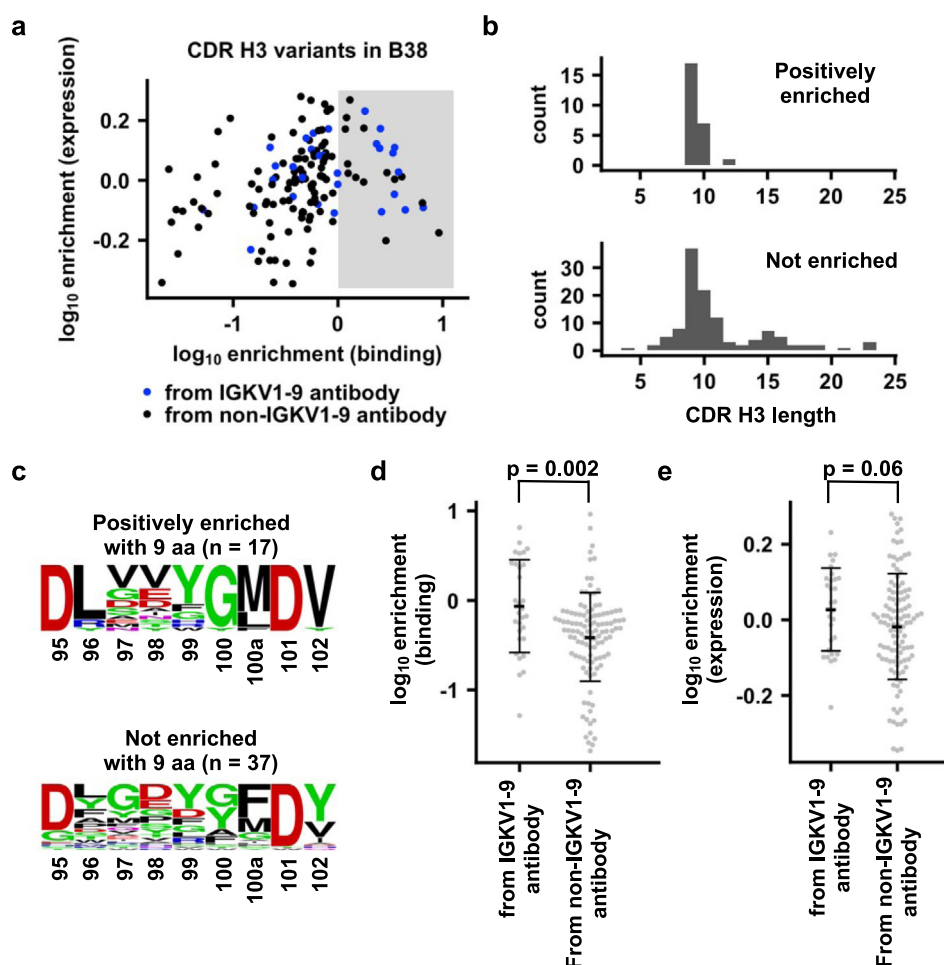 a
CDR H3 variants in B38
log10 enrichment (expression)
0.2
0.0
-0.2
-1
0
1
log10 enrichment (binding)
from IGKV1-9 antibody
from non-IGKV1-9 antibody
b
Positively
enriched
count
15
10
5
0
5
10
15
20
25
Not enriched
count
30
20
10
0
5
10
15
20
25
CDR H3 length
c
Positively enriched
with 9 aa (n = 17)
DLVVYGMDV
95 96 97 98 99 100 100a 101 102
Not enriched
with 9 aa (n = 37)
DLGDYGFDY
95 96 97 98 99 100 100a 101 102
d
p = 0.002
log10 enrichment
(binding)
1
0
-1
from IGKV1-9
antibody
From non-IGKV1-9
antibody
e
p = 0.06
log10 enrichment
(expression)
0.2
0.0
-0.2
from IGKV1-9
antibody
From non-IGKV1-9
antibody